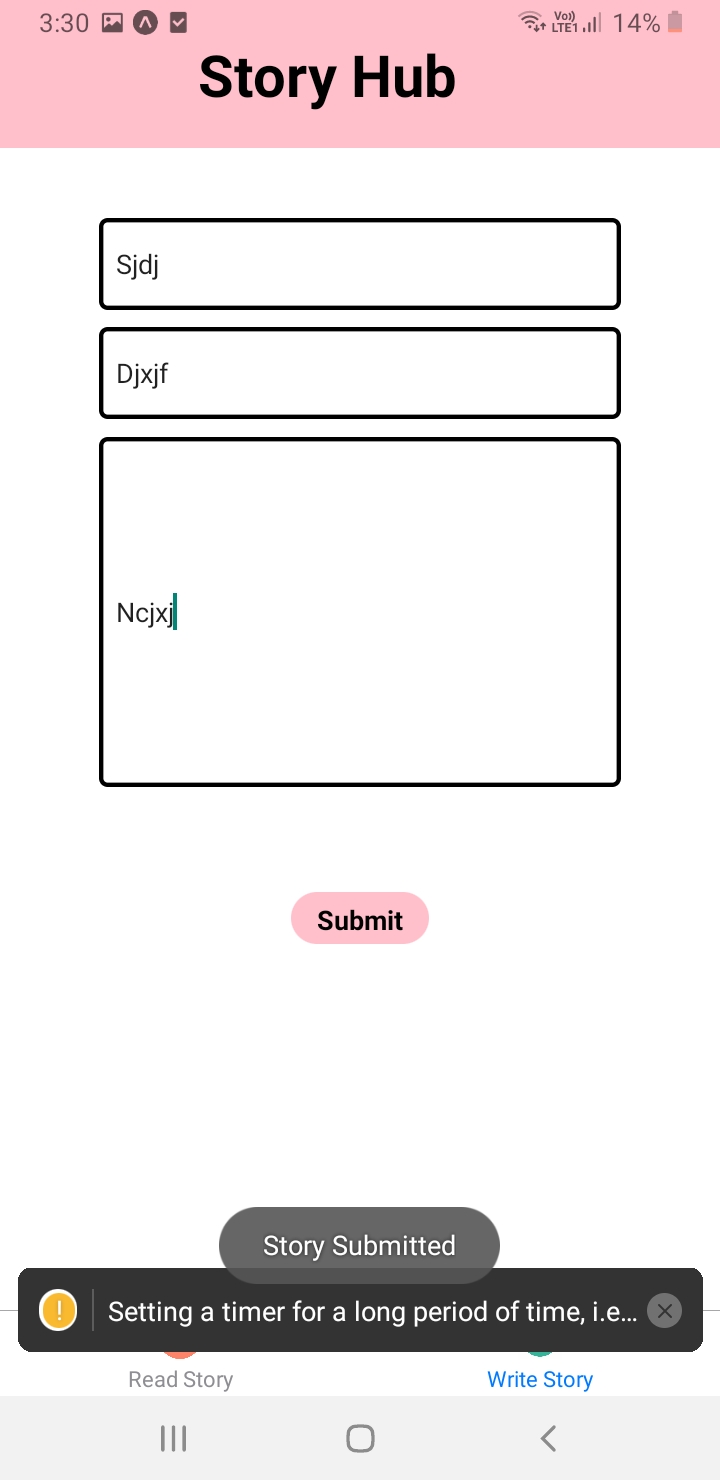 3:30
Vo)) LTE1 14%
Story Hub
Sjdj
Djxjf
Ncjxj
Submit
Story Submitted
Setting a timer for a long period of time, i.e...
Read Story
Write Story